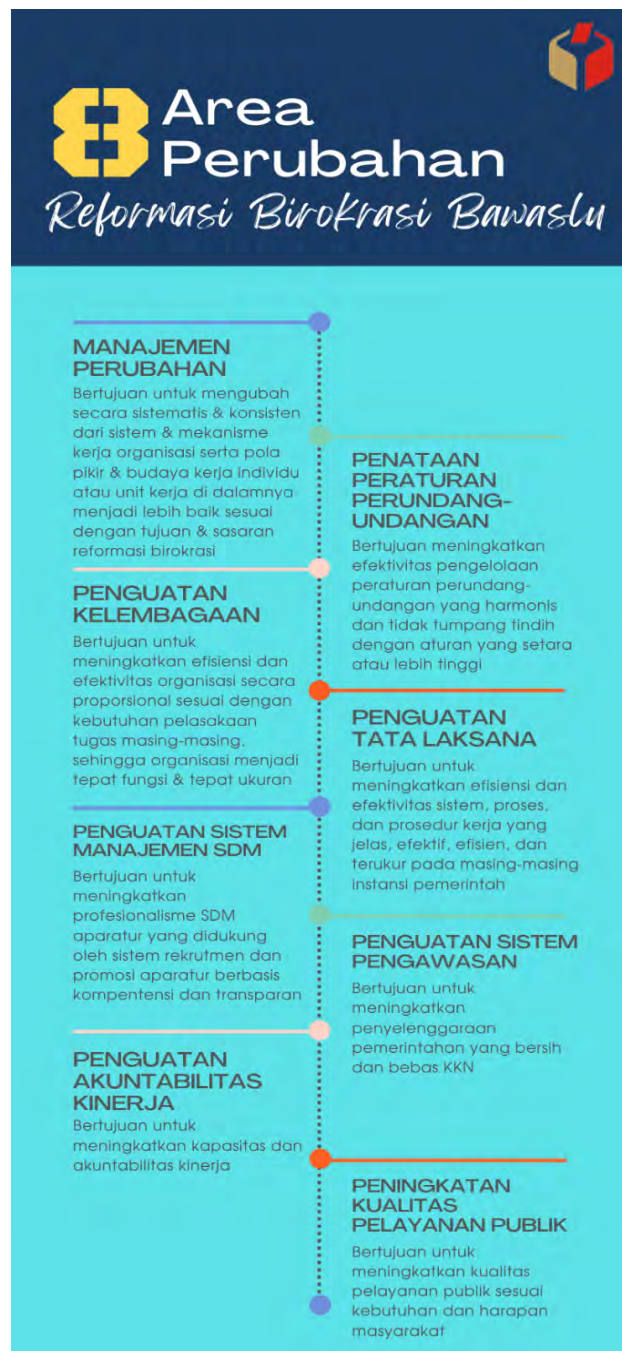 8 Area
Perubahan
Reformasi Birokrasi Bawaslu
MANAJEMEN
PERUBAHAN
Bertujuan untuk mengubah
secara sistematis & konsisten
dari sistem & mekanisme
kerja organisasi serta pola
pikir & budaya kerja individu
atau unit kerja di dalamnya
menjadi lebih baik sesuai
dengan tujuan & sasaran
reformasi birokrasi
PENATAAN
PERATURAN
PERUNDANG-
UNDANGAN
Bertujuan meningkatkan
efektivitas pengelolaan
peraturan perundang-
undangan yang harmonis
dan tidak tumpang tindih
dengan aturan yang setara
atau lebih tinggi
PENGUATAN
KELEMBAGAAN
Bertujuan untuk
meningkatkan efisiensi dan
efektivitas organisasi secara
proporsional sesuai dengan
kebutuhan pelasakaan
tugas masing-masing,
sehingga organisasi menjadi
tepat fungsi & tepat ukuran
PENGUATAN
TATA LAKSANA
Bertujuan untuk
meningkatkan efisiensi dan
efektivitas sistem, proses,
dan prosedur kerja yang
jelas, efektif, efisien, dan
terukur pada masing-masing
instansi pemerintah
PENGUATAN SISTEM
MANAJEMEN SDM
Bertujuan untuk
meningkatkan
profesionalisme SDM
aparatur yang didukung
oleh sistem rekrutmen dan
promosi aparatur berbasis
kompentensi dan transparan
PENGUATAN SISTEM
PENGAWASAN
Bertujuan untuk
meningkatkan
penyelenggaraan
pemerintahan yang bersih
dan bebas KKN
PENGUATAN
AKUNTABILITAS
KINERJA
Bertujuan untuk
meningkatkan kapasitas dan
akuntabilitas kinerja
PENINGKATAN
KUALITAS
PELAYANAN PUBLIK
Bertujuan untuk
meningkatkan kualitas
pelayanan publik sesuai
kebutuhan dan harapan
masyarakat